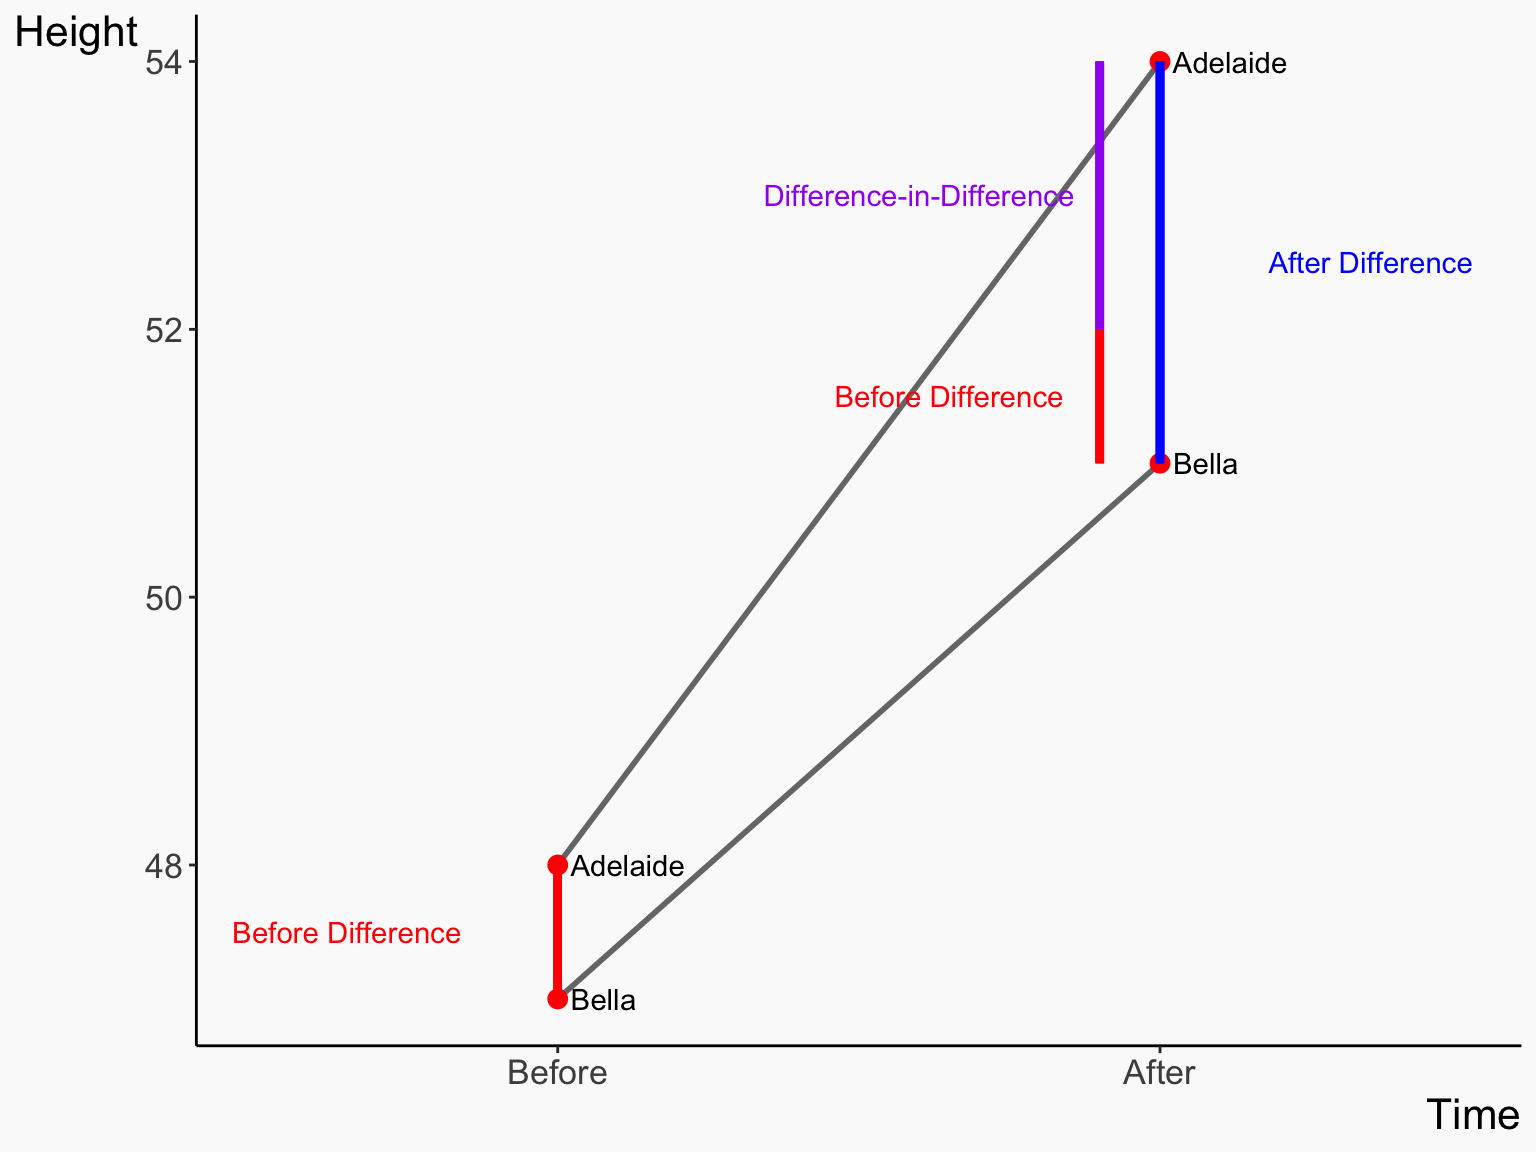 Height
54
Adelaide
Difference-in-Difference
After Difference
52
Before Difference
Bella
50
48
Adelaide
Before Difference
Bella
Before
After
Time